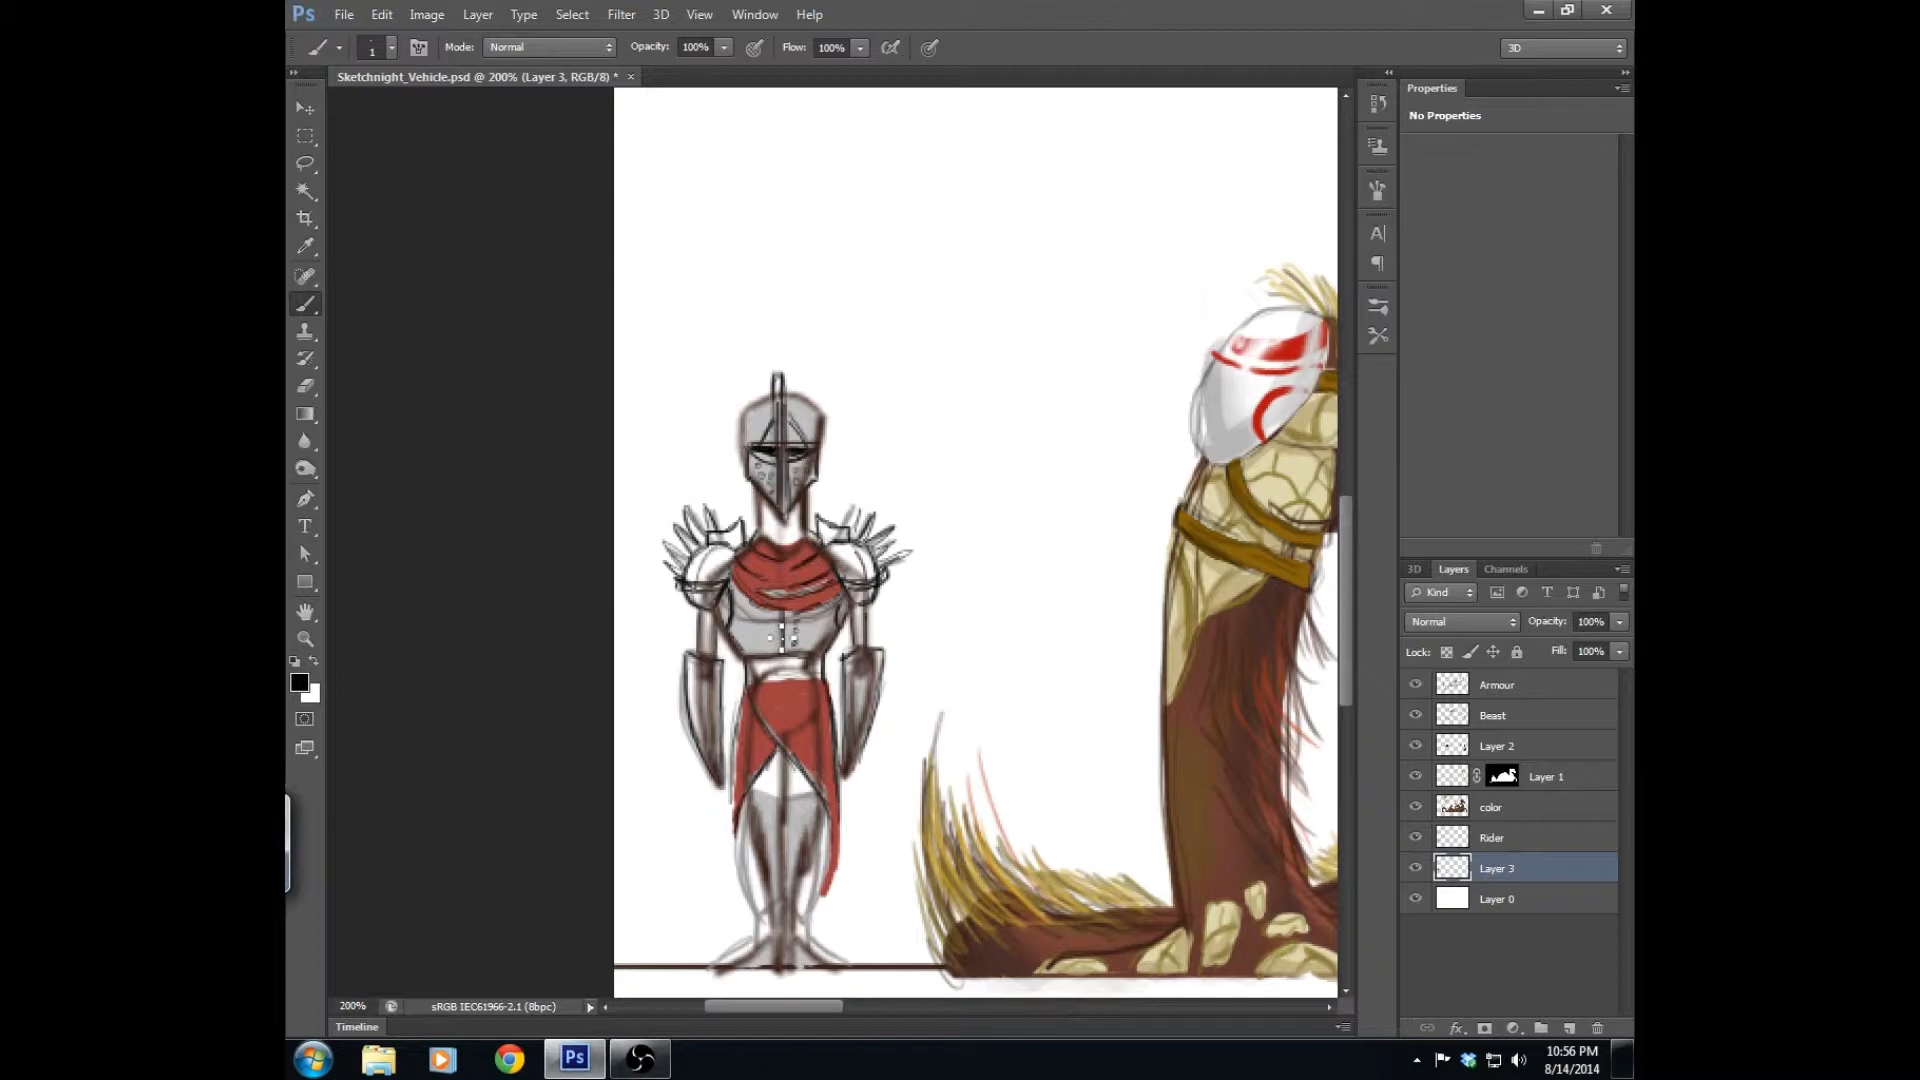 Ps File Edit Image Layer Type Select Filter 3D View Window Help
1 Mode: Normal Opacity: 100% Flow: 100% 3D
Sketchnight_Vehicle.psd @ 200% (Layer 3, RGB/8) *
Properties
No Properties
3D Layers Channels
Kind
Normal Opacity: 100%
Lock: Fill: 100%
Armour
Beast
Layer 2
Layer 1
color
Rider
Layer 3
Layer 0
200% sRGB IEC61966-2.1 (8bpc)
Timeline
Ps
10:56 PM
8/14/2014